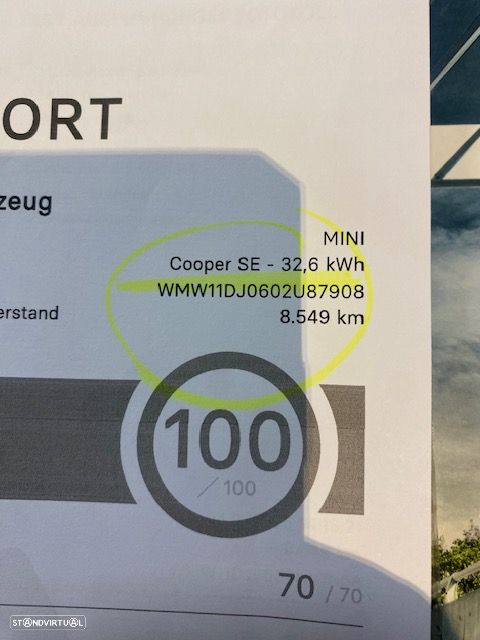 ORT
zeug
MINI
Cooper SE - 32,6 kWh
WMW11DJ0602U87908
erstand
8.549 km
100
/ 100
70 / 70
STANDVIRTUAL